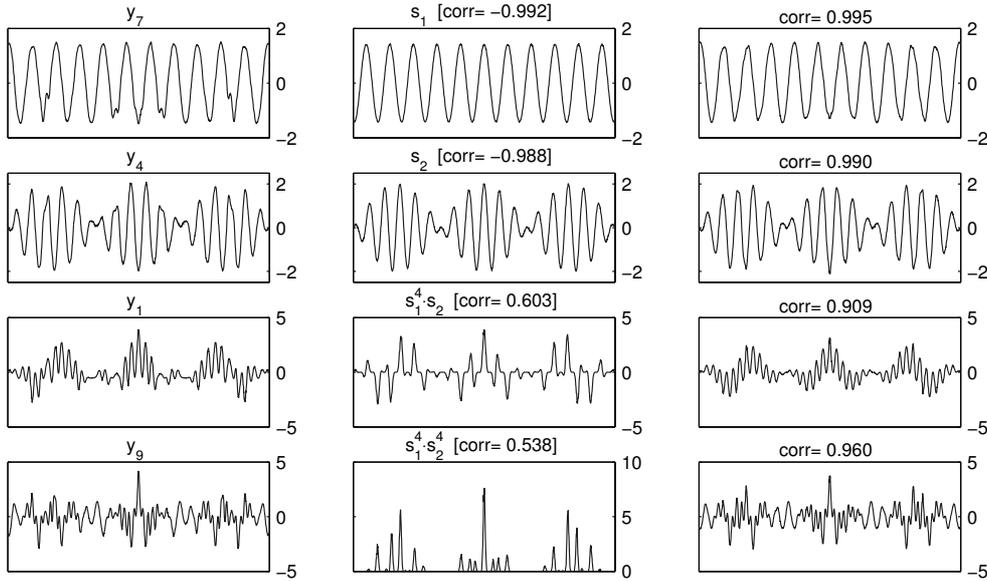 y7 s1 [corr= −0.992] corr= 0.995
2 2 2
0 0 0
−2 −2 −2
y4 s2 [corr= −0.988] corr= 0.990
2 2 2
0 0 0
−2 −2 −2
y1 s1^4·s2 [corr= 0.603] corr= 0.909
5 5 5
0 0 0
−5 −5 −5
y9 s1^4·s2^4 [corr= 0.538] corr= 0.960
5 10 5
0 5 0
−5 0 −5